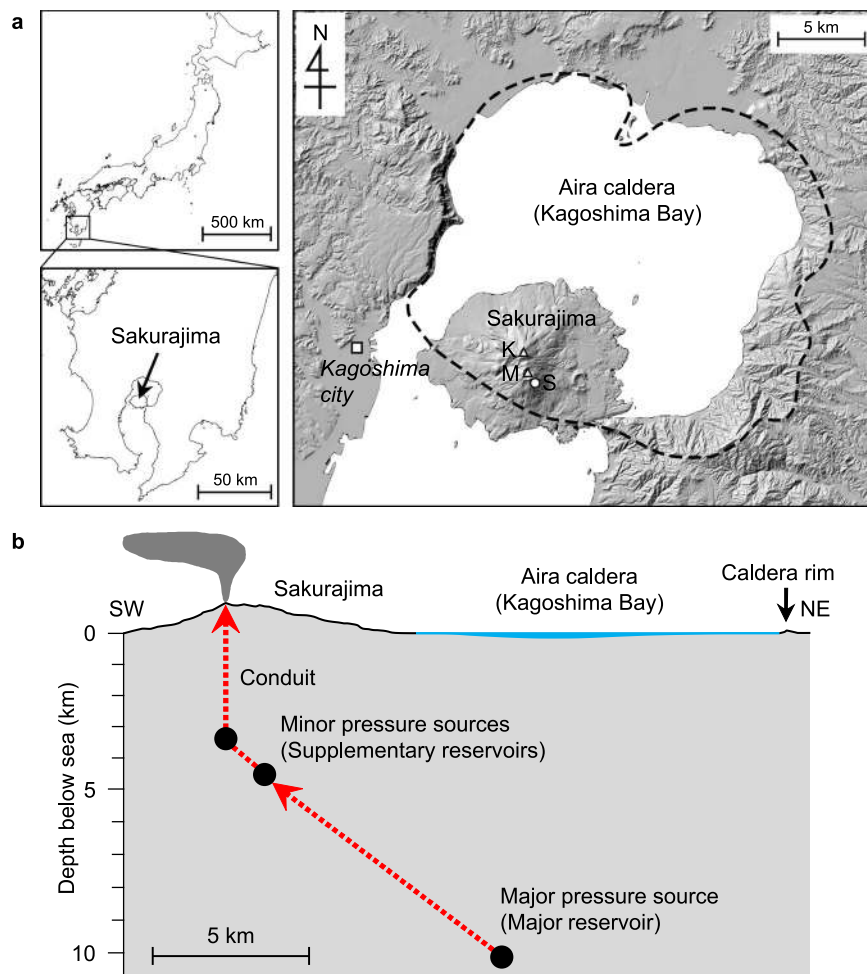 a
500 km
Sakurajima
50 km
N
5 km
Aira caldera
(Kagoshima Bay)
Sakurajima
K
M
S
Kagoshima
city
b
SW
Sakurajima
Aira caldera
(Kagoshima Bay)
Caldera rim
NE
0
Conduit
Minor pressure sources
(Supplementary reservoirs)
5
Depth below sea (km)
Major pressure source
(Major reservoir)
5 km
10